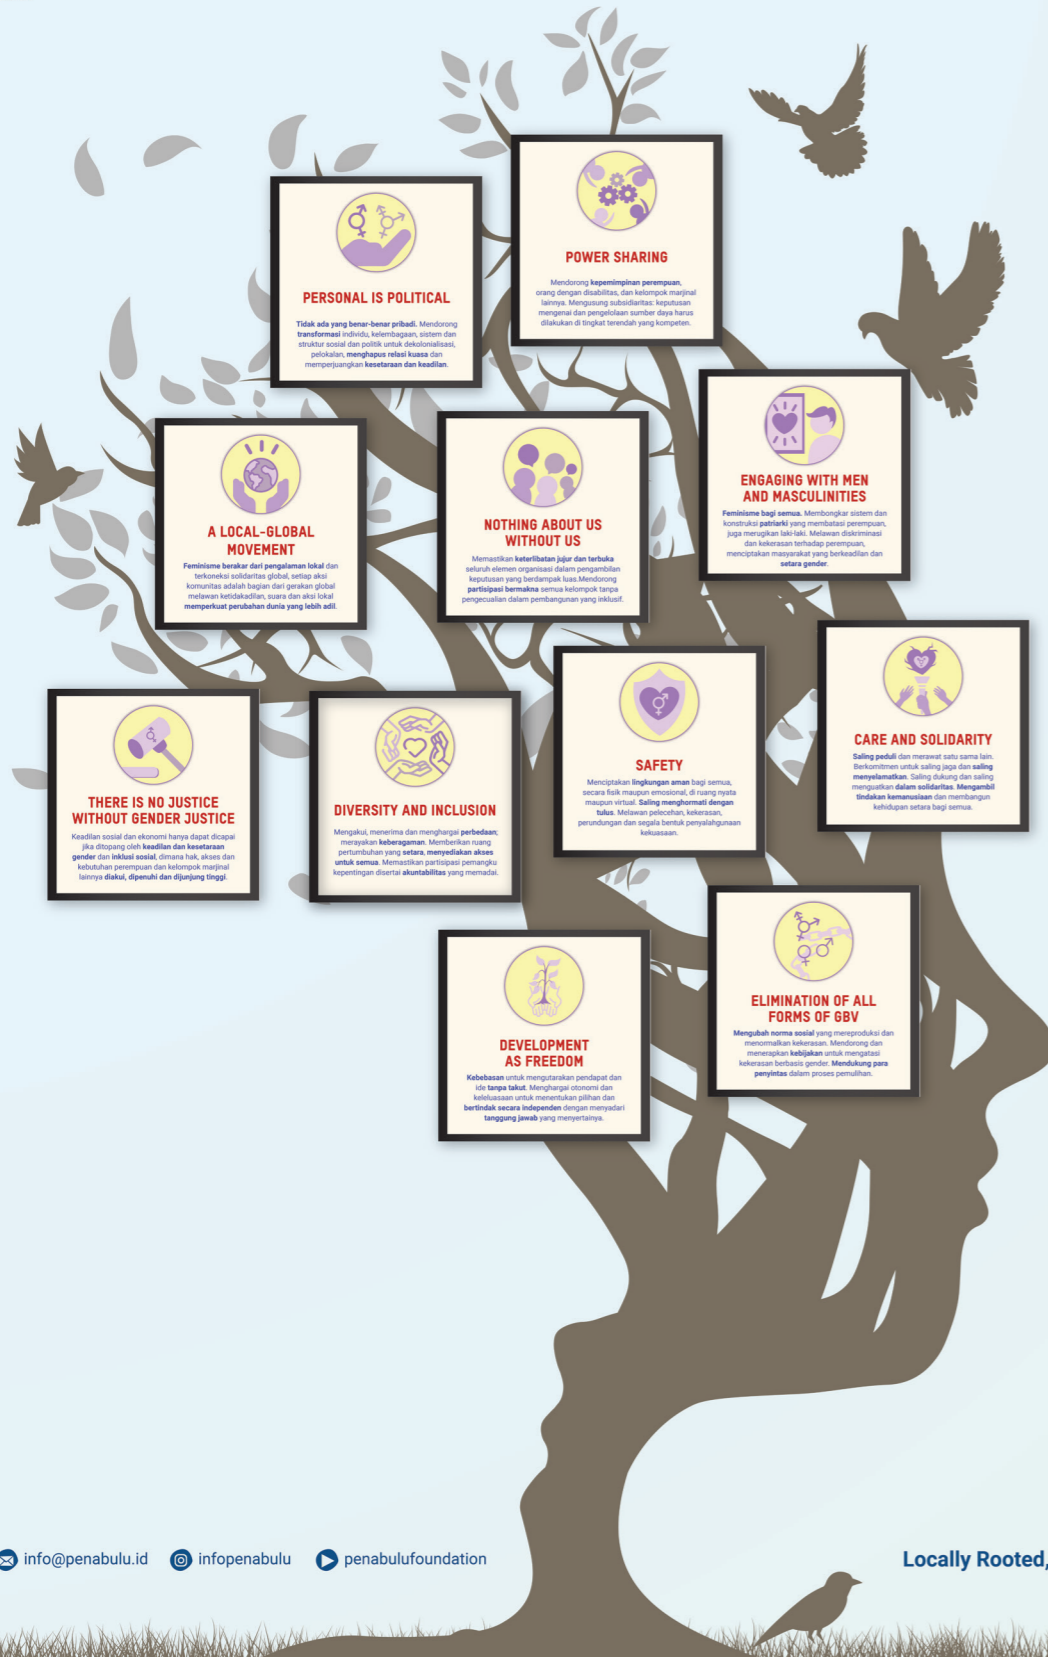 POWER SHARING
Mendorong kepemimpinan perempuan,
orang dengan disabilitas, dan kelompok marjinal
lainnya. Mengusung subsidiaritas: keputusan
mengenai dan pengelolaan sumber daya harus
dilakukan di tingkat terendah yang kompeten.
PERSONAL IS POLITICAL
Tidak ada yang benar-benar pribadi. Mendorong
transformasi individu, kelembagaan, sistem dan
struktur sosial dan politik untuk dekolonialisasi,
pelokalan, menghapus relasi kuasa dan
memperjuangkan kesetaraan dan keadilan.
ENGAGING WITH MEN
AND MASCULINITIES
Feminisme bagi semua. Membongkar sistem dan
konstruksi patriarki yang membatasi perempuan,
juga merugikan laki-laki. Melawan diskriminasi
dan kekerasan terhadap perempuan,
menciptakan masyarakat yang berkeadilan dan
setara gender.
A LOCAL-GLOBAL
MOVEMENT
Feminisme berakar dari pengalaman lokal dan
terkoneksi solidaritas global, setiap aksi
komunitas adalah bagian dari gerakan global
melawan ketidakadilan, suara dan aksi lokal
memperkuat perubahan dunia yang lebih adil.
NOTHING ABOUT US
WITHOUT US
Memastikan keterlibatan jujur dan terbuka
seluruh elemen organisasi dalam pengambilan
keputusan yang berdampak luas.Mendorong
partisipasi bermakna semua kelompok tanpa
pengecualian dalam pembangunan yang inklusif.
CARE AND SOLIDARITY
Saling peduli dan merawat satu sama lain.
Berkomitmen untuk saling jaga dan saling
menyelamatkan. Saling dukung dan saling
menguatkan dalam solidaritas. Mengambil
tindakan kemanusiaan dan membangun
kehidupan setara bagi semua.
SAFETY
Menciptakan lingkungan aman bagi semua,
secara fisik maupun emosional, di ruang nyata
maupun virtual. Saling menghormati dengan
tulus. Melawan pelecehan, kekerasan,
perundungan dan segala bentuk penyalahgunaan
kekuasaan.
THERE IS NO JUSTICE
WITHOUT GENDER JUSTICE
Keadilan sosial dan ekonomi hanya dapat dicapai
jika ditopang oleh keadilan dan kesetaraan
gender dan inklusi sosial, dimana hak, akses dan
kebutuhan perempuan dan kelompok marjinal
lainnya diakui, dipenuhi dan dijunjung tinggi.
DIVERSITY AND INCLUSION
Mengakui, menerima dan menghargai perbedaan;
merayakan keberagaman. Memberikan ruang
pertumbuhan yang setara, menyediakan akses
untuk semua. Memastikan partisipasi pemangku
kepentingan disertai akuntabilitas yang memadai.
ELIMINATION OF ALL
FORMS OF GBV
Mengubah norma sosial yang mereproduksi dan
menormalkan kekerasan. Mendorong dan
menerapkan kebijakan untuk mengatasi
kekerasan berbasis gender. Mendukung para
penyintas dalam proses pemulihan.
DEVELOPMENT
AS FREEDOM
Kebebasan untuk mengutarakan pendapat dan
ide tanpa takut. Menghargai otonomi dan
keleluasaan untuk menentukan pilihan dan
bertindak secara independen dengan menyadari
tanggung jawab yang menyertainya.
info@penabulu.id infopenabulu penabulufoundation
Locally Rooted,